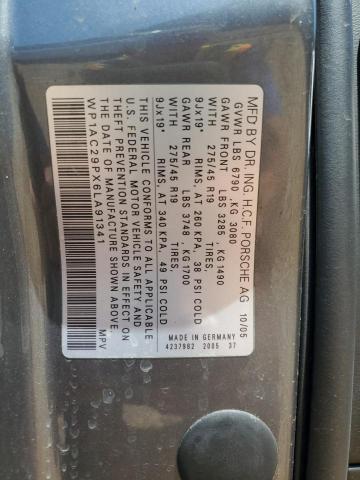 MFD BY DR. ING. H.C.F. PORSCHE AG 10/05
GVWR LBS 6790 ,KG 3080
GAWR FRONT LBS 3285 ,KG 1490
WITH 275/45 R19 TIRES,
9Jx19" RIMS, AT 260 KPA, 38 PSI COLD
GAWR REAR LBS 3748 KG 1700
WITH 275/45 R19 TIRES,
9Jx19" RIMS, AT 340 KPA, 49 PSI COLD
THIS VEHICLE CONFORMS TO ALL APPLICABLE
U.S. FEDERAL MOTOR VEHICLE SAFETY AND
THEFT PREVENTION STANDARDS IN EFFECT ON
THE DATE OF MANUFACTURE SHOWN ABOVE.
WP1AC29PX6LA91341 MPV
MADE IN GERMANY
4237982 2005 37